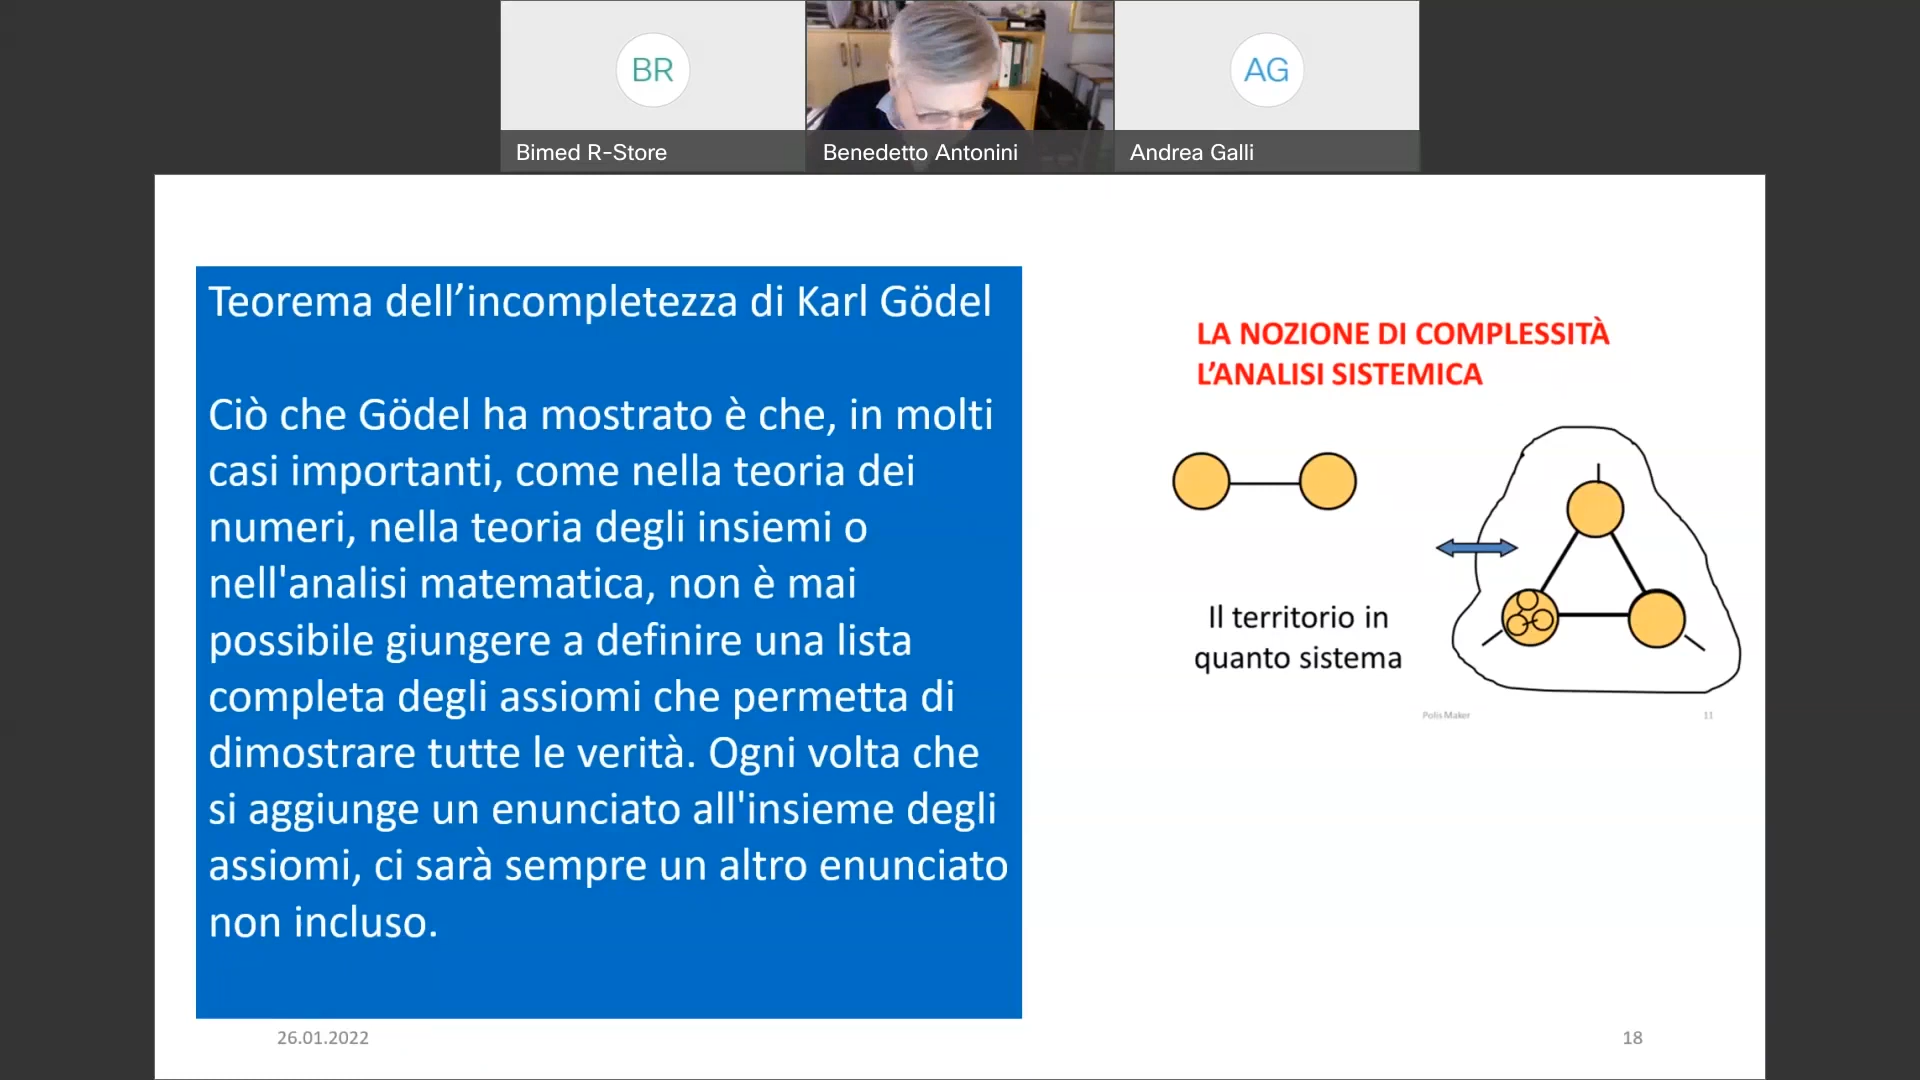 BR
AG
Bimed R-Store
Benedetto Antonini
Andrea Galli
Teorema dell’incompletezza di Karl Gödel
Ciò che Gödel ha mostrato è che, in molti
casi importanti, come nella teoria dei
numeri, nella teoria degli insiemi o
nell'analisi matematica, non è mai
possibile giungere a definire una lista
completa degli assiomi che permetta di
dimostrare tutte le verità. Ogni volta che
si aggiunge un enunciato all'insieme degli
assiomi, ci sarà sempre un altro enunciato
non incluso.
LA NOZIONE DI COMPLESSITÀ
L’ANALISI SISTEMICA
Il territorio in
quanto sistema
Polis Maker
11
26.01.2022
18